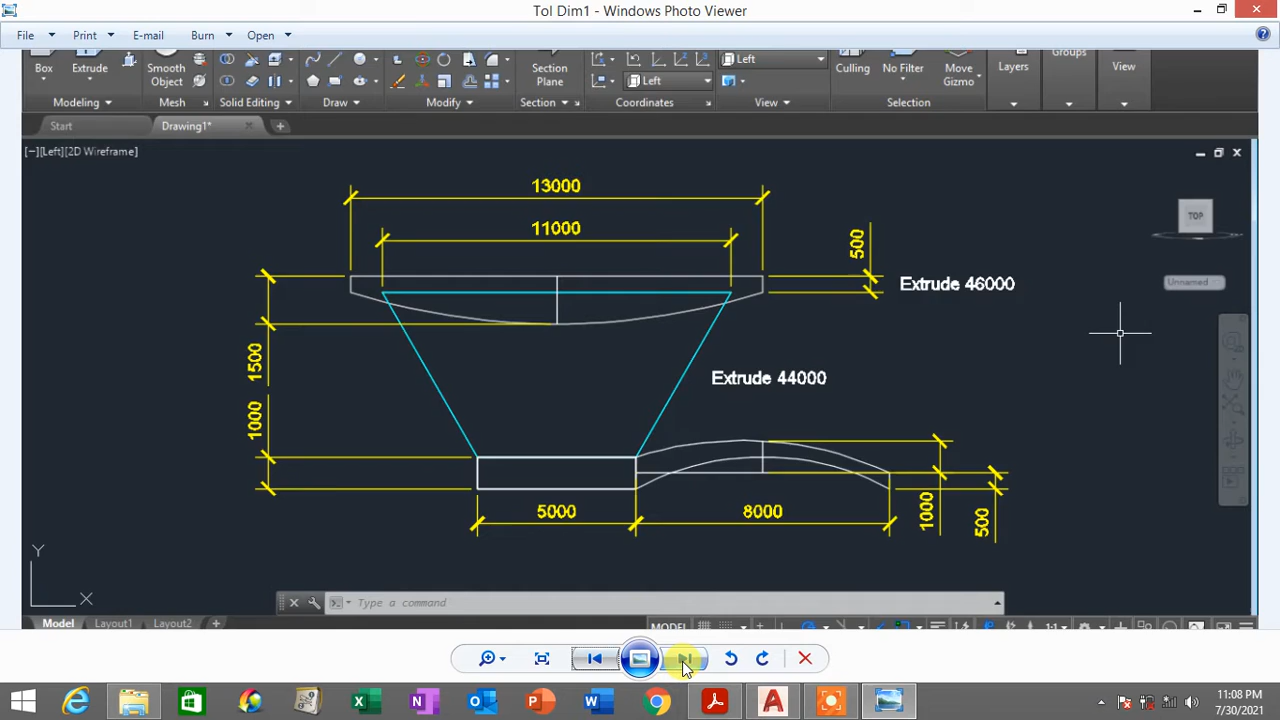 Tol Dim1 - Windows Photo Viewer
File Print E-mail Burn Open
Box Extrude Smooth Object Section Plane Left Left Culling No Filter Move Gizmo Layers Groups View
Modeling Mesh Solid Editing Draw Modify Section Coordinates View Selection
Start Drawing1*
[−][Left][2D Wireframe]
13000
TOP
11000
500
Extrude 46000
Unnamed
1500
Extrude 44000
1000
5000
8000
1000
500
Y
X
Type a command
Model Layout1 Layout2 MODEL 1:1
11:08 PM
7/30/2021